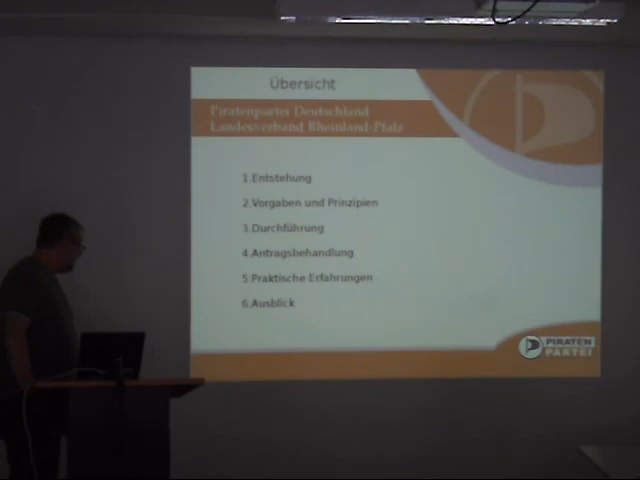 Übersicht
Piratenpartei Deutschland
Landesverband Rheinland-Pfalz
1.Entstehung
2.Vorgaben und Prinzipien
3.Durchführung
4.Antragsbehandlung
5.Praktische Erfahrungen
6.Ausblick
PIRATEN
PARTEI